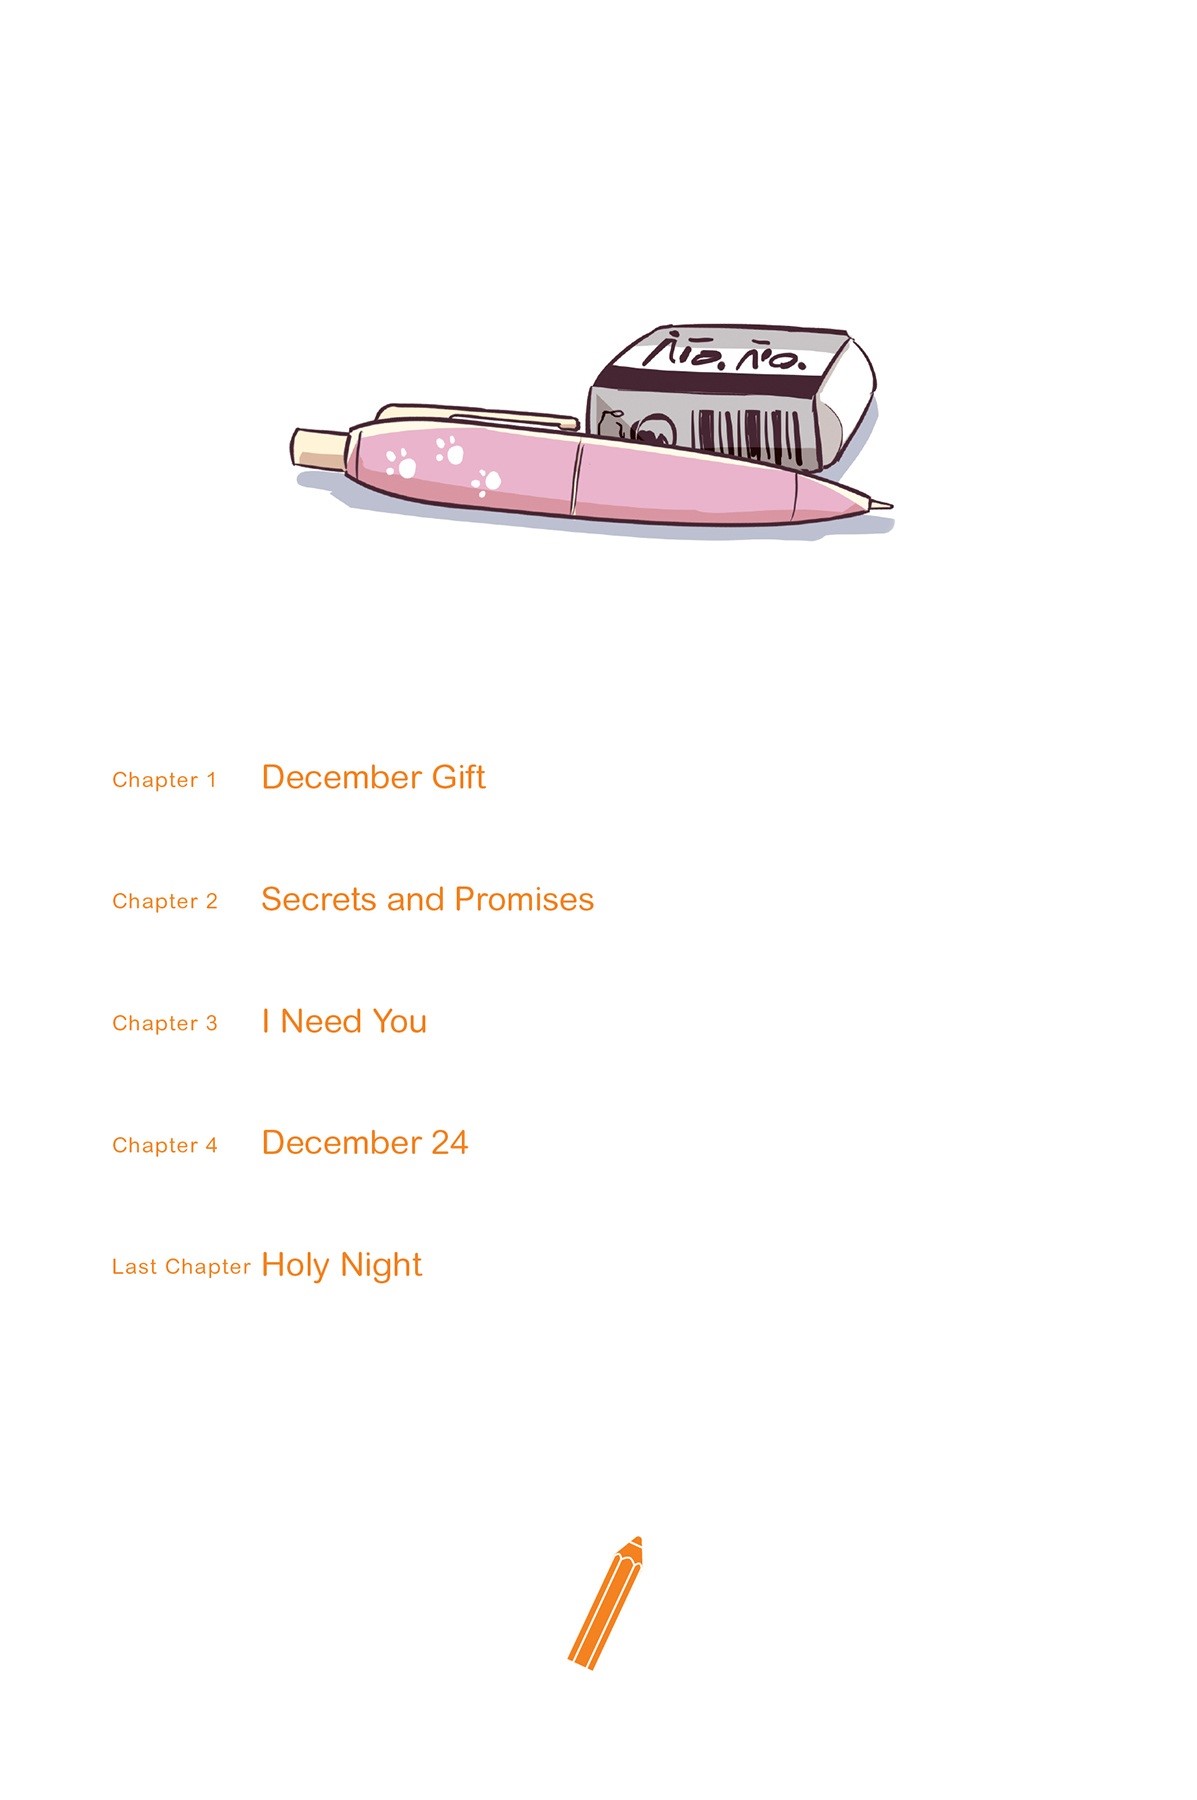 Chapter 1 December Gift
Chapter 2 Secrets and Promises
Chapter 3 I Need You
Chapter 4 December 24
Last Chapter Holy Night